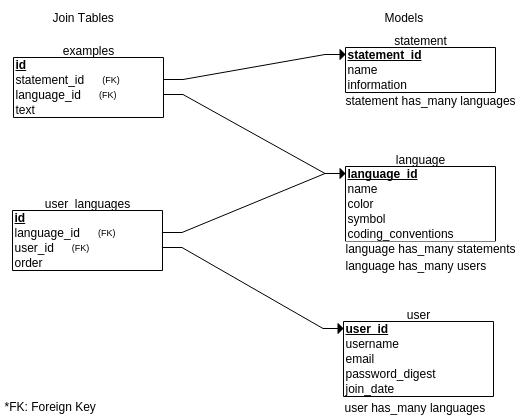 Join Tables
Models
examples
id
statement_id (FK)
language_id (FK)
text
statement
statement_id
name
information
statement has_many languages
language
language_id
name
color
symbol
coding_conventions
language has_many statements
language has_many users
user_languages
id
language_id (FK)
user_id (FK)
order
user
user_id
username
email
password_digest
join_date
user has_many languages
*FK: Foreign Key